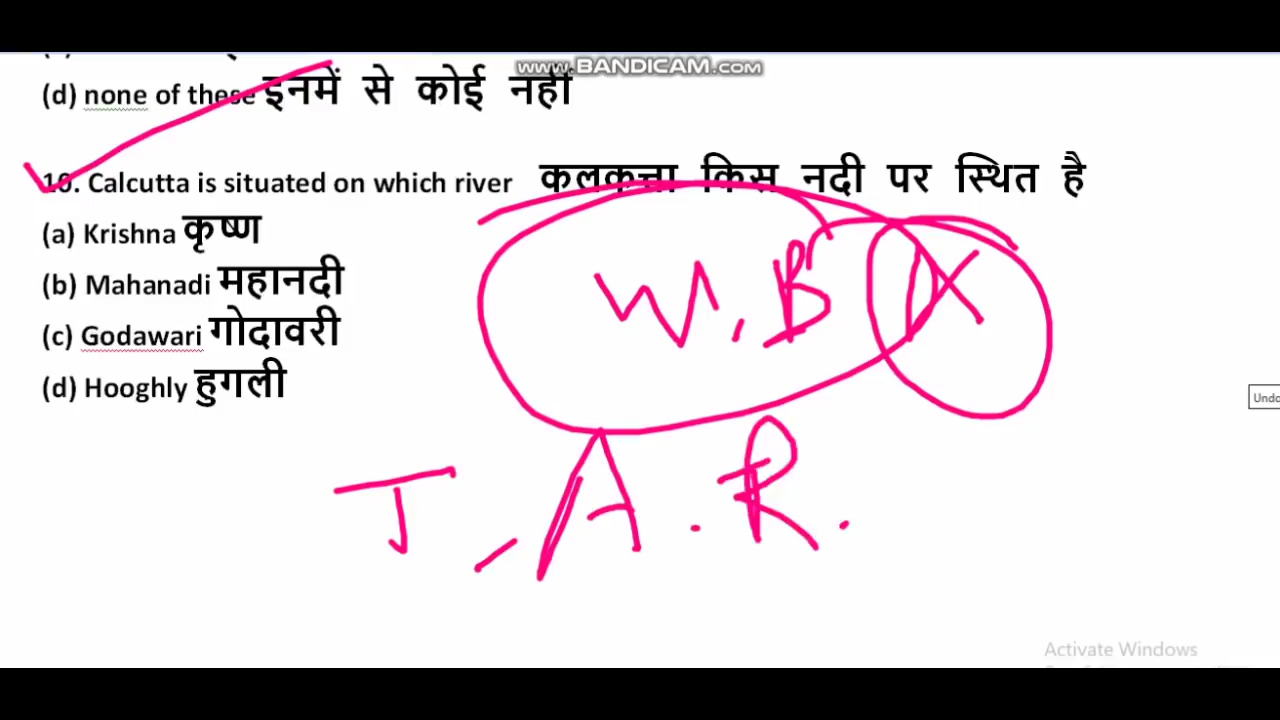 www.BANDICAM.com
(d) none of these इनमें से कोई नहीं
10. Calcutta is situated on which river कलकत्ता किस नदी पर स्थित है
(a) Krishna कृष्ण
(b) Mahanadi महानदी
(c) Godawari गोदावरी
(d) Hooghly हुगली
W.B
J.A.R.
Undo
Activate Windows